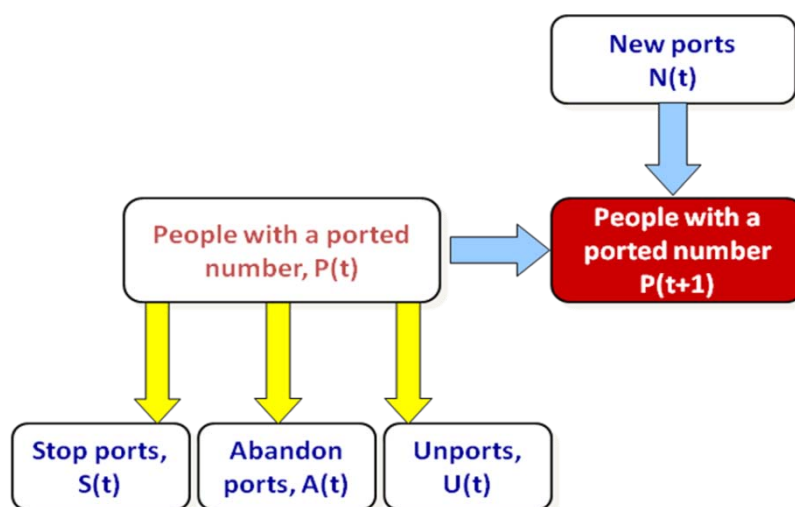 New ports
N(t)
People with a ported
number, P(t)
People with a
ported number
P(t+1)
Stop ports,
S(t)
Abandon
ports, A(t)
Unports,
U(t)